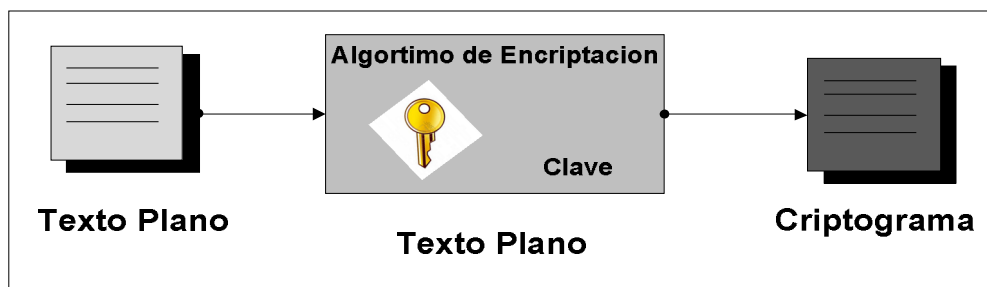 Algortimo de Encriptacion
Clave
Texto Plano
Texto Plano
Criptograma